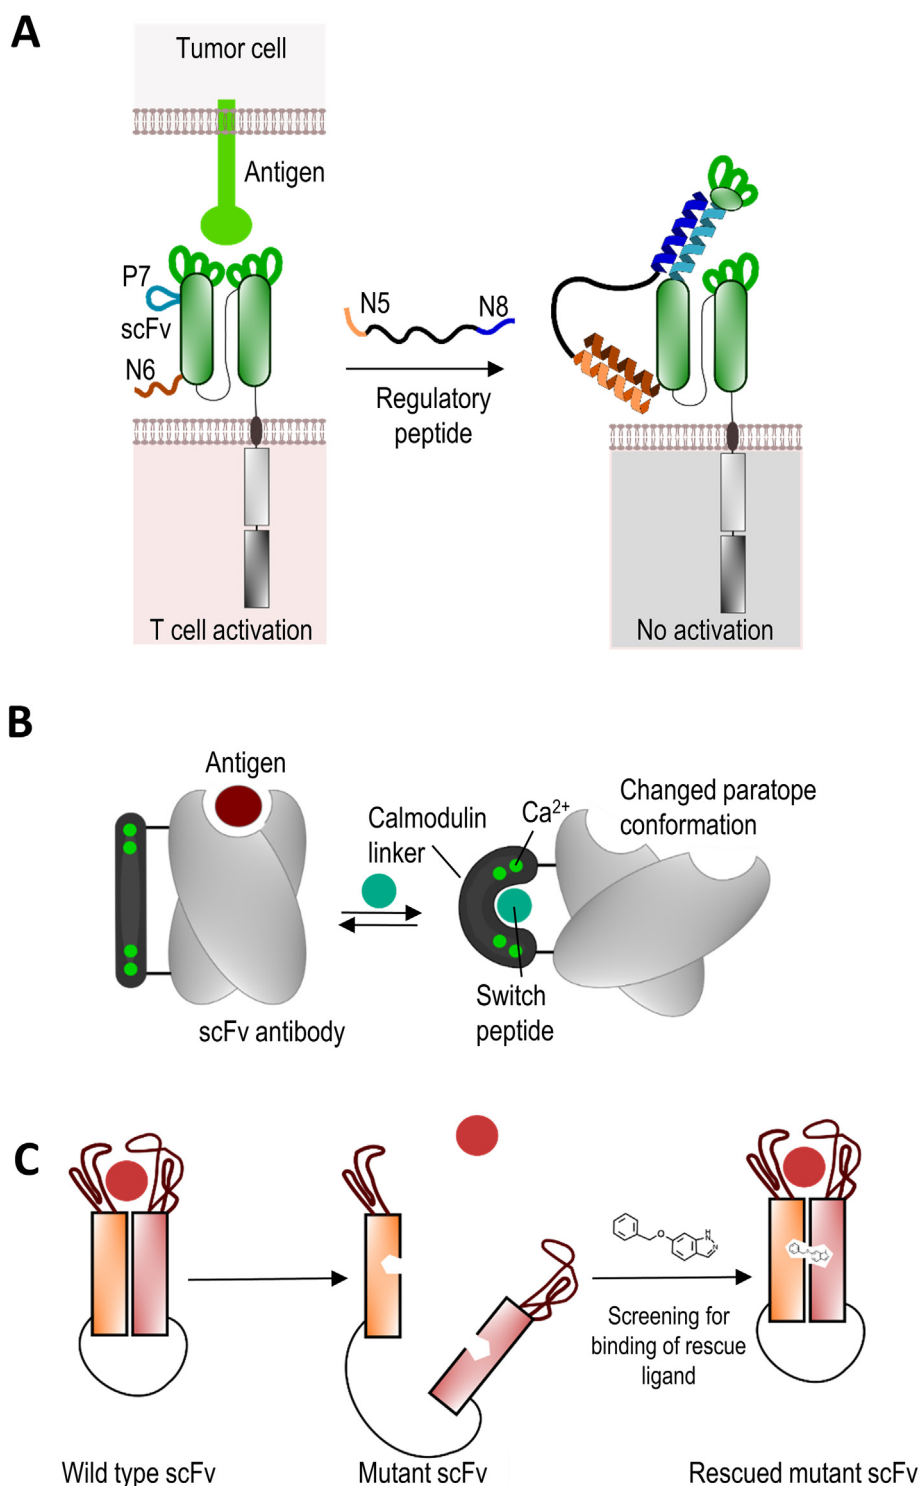 A
Tumor cell
Antigen
P7
scFv
N6
N5
N8
Regulatory
peptide
T cell activation
No activation
B
Antigen
Calmodulin
linker
Ca²⁺
Changed paratope
conformation
scFv antibody
Switch
peptide
C
H
N
N
O
Screening for
binding of rescue
ligand
Wild type scFv
Mutant scFv
Rescued mutant scFv